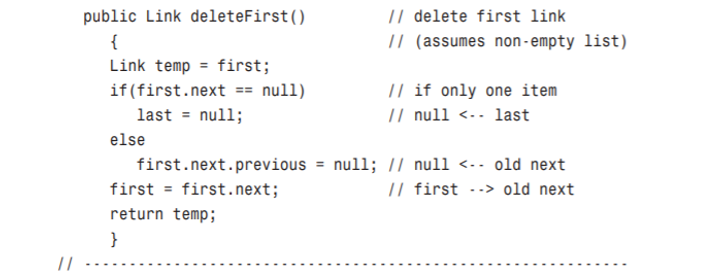 public Link deleteFirst()         // delete first link
   {                              // (assumes non-empty list)
   Link temp = first;
   if(first.next == null)         // if only one item
      last = null;                // null <-- last
   else
      first.next.previous = null; // null <-- old next
   first = first.next;            // first --> old next
   return temp;
   }
// -------------------------------------------------------------